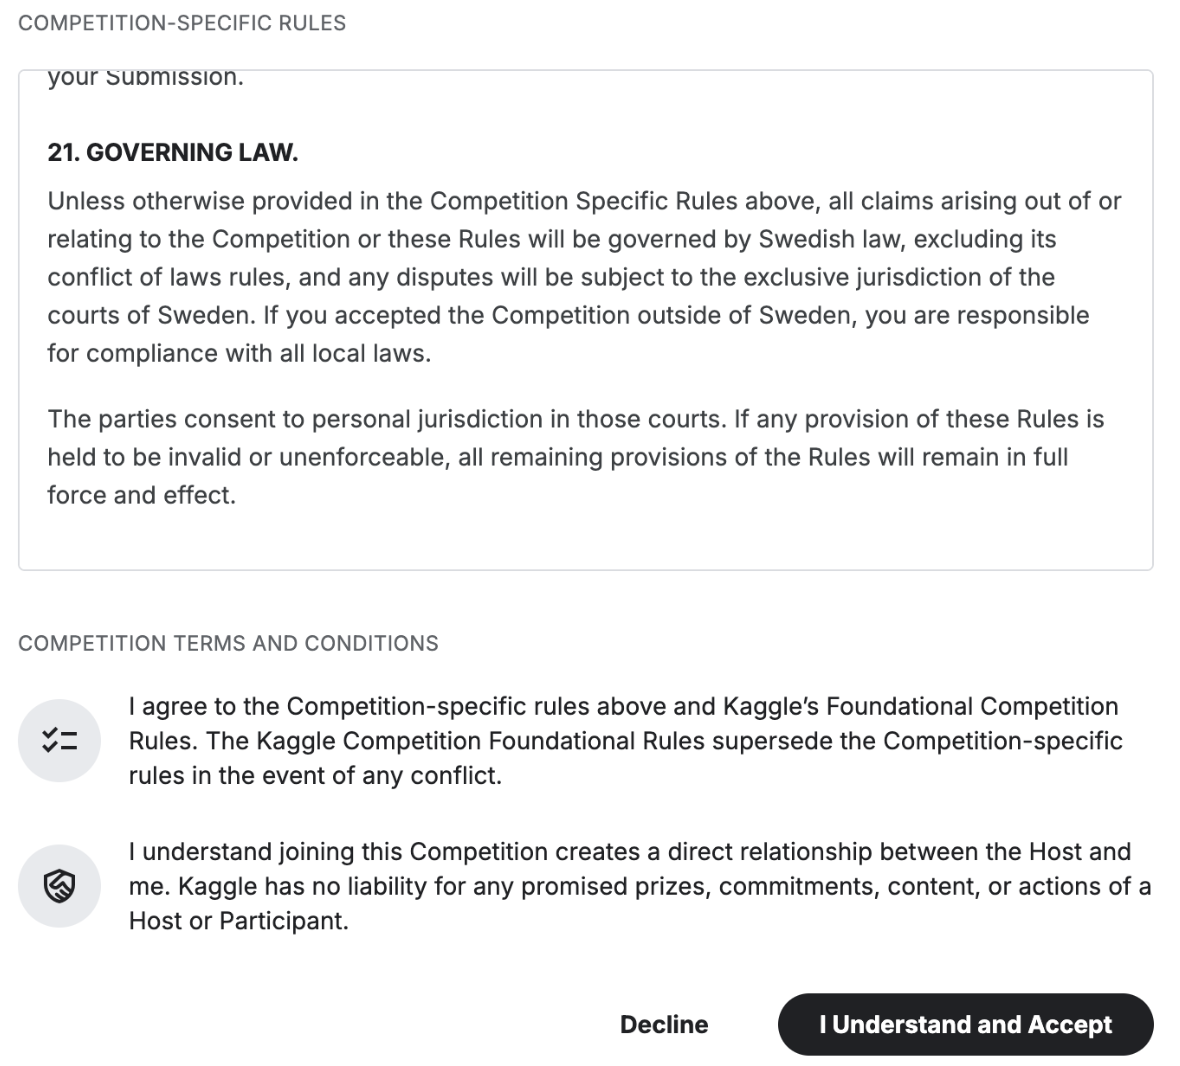 COMPETITION-SPECIFIC RULES
your Submission.
21. GOVERNING LAW.
Unless otherwise provided in the Competition Specific Rules above, all claims arising out of or
relating to the Competition or these Rules will be governed by Swedish law, excluding its
conflict of laws rules, and any disputes will be subject to the exclusive jurisdiction of the
courts of Sweden. If you accepted the Competition outside of Sweden, you are responsible
for compliance with all local laws.
The parties consent to personal jurisdiction in those courts. If any provision of these Rules is
held to be invalid or unenforceable, all remaining provisions of the Rules will remain in full
force and effect.
COMPETITION TERMS AND CONDITIONS
I agree to the Competition-specific rules above and Kaggle’s Foundational Competition
Rules. The Kaggle Competition Foundational Rules supersede the Competition-specific
rules in the event of any conflict.
I understand joining this Competition creates a direct relationship between the Host and
me. Kaggle has no liability for any promised prizes, commitments, content, or actions of a
Host or Participant.
Decline
I Understand and Accept